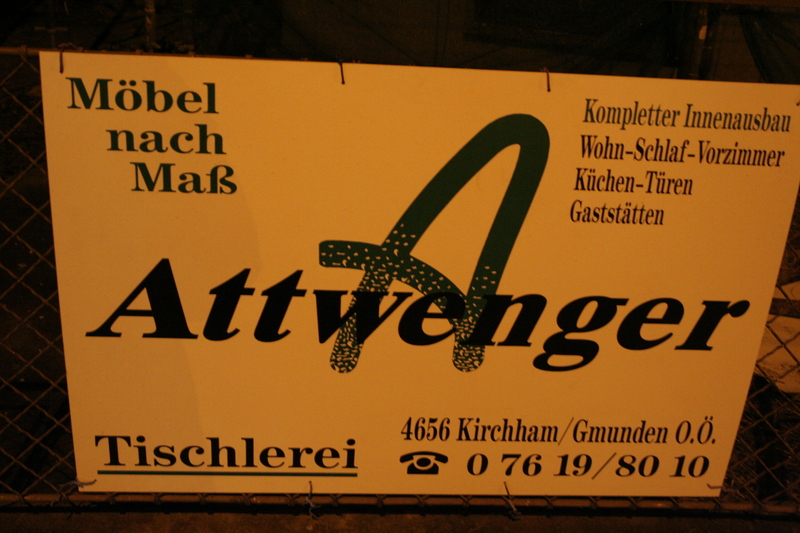 Möbel
nach
Maß
Kompletter Innenausbau
Wohn-Schlaf-Vorzimmer
Küchen-Türen
Gaststätten
A
Attwenger
Tischlerei
4656 Kirchham/Gmunden O.Ö.
☎ 0 76 19/80 10